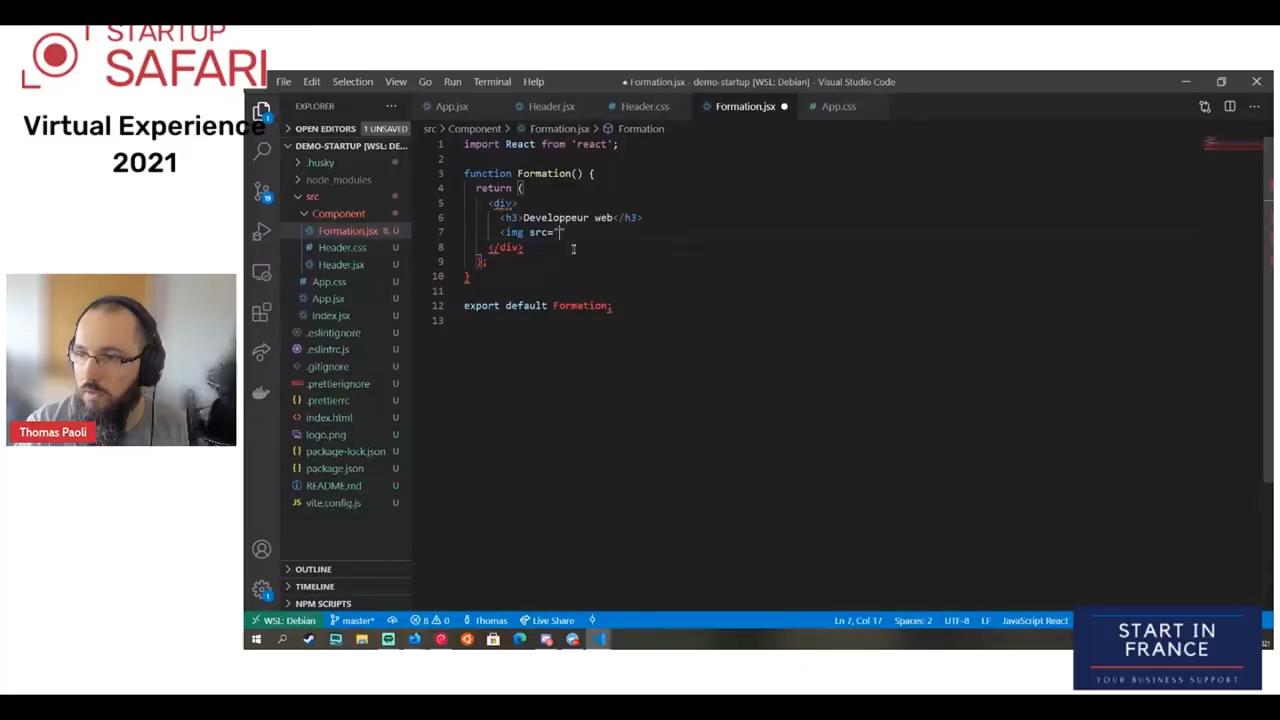 STARTUP
SAFARI
Virtual Experience
2021
Thomas Paoli
File Edit Selection View Go Run Terminal Help
● Formation.jsx - demo-startup [WSL: Debian] - Visual Studio Code
EXPLORER
App.jsx
Header.jsx
# Header.css
Formation.jsx ●
# App.css
OPEN EDITORS 1 UNSAVED
src > Component > Formation.jsx > Formation
DEMO-STARTUP [WSL: DE...
.husky
node_modules
src
Component
Formation.jsx 8, U
# Header.css U
Header.jsx U
# App.css U
App.jsx U
index.jsx U
.eslintignore U
.eslintrc.js U
.gitignore U
.prettierignore U
{} .prettierrc U
<> index.html U
logo.png U
{} package-lock.json U
{} package.json U
README.md U
JS vite.config.js U
OUTLINE
TIMELINE
NPM SCRIPTS
1 import React from 'react';
2
3 function Formation() {
4 return (
5 <div>
6 <h3>Developpeur web</h3>
7 <img src=""
8 </div>
9 );
10 }
11
12 export default Formation;
13
WSL: Debian master* 8 0 Thomas Live Share
Ln 7, Col 17 Spaces: 2 UTF-8 LF JavaScript React
START IN
FRANCE
YOUR BUSINESS SUPPORT